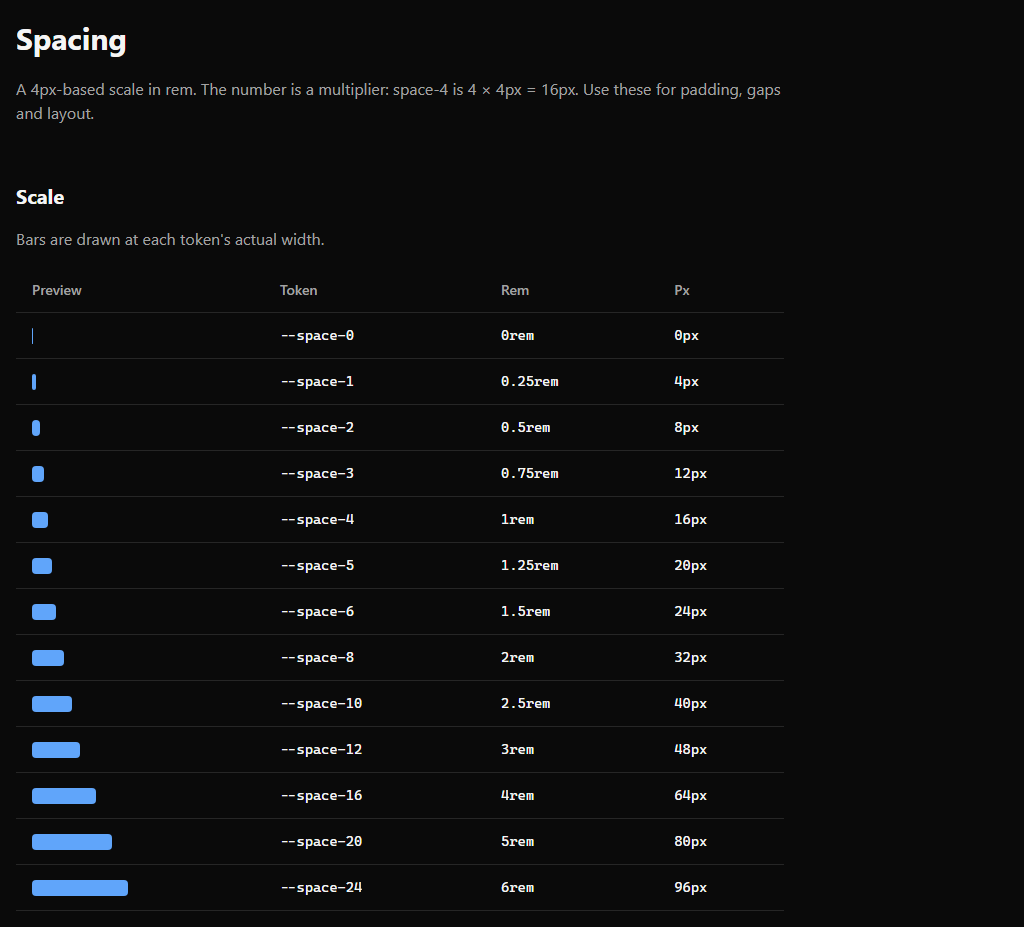 Spacing
A 4px-based scale in rem. The number is a multiplier: space-4 is 4 × 4px = 16px. Use these for padding, gaps
and layout.
Scale
Bars are drawn at each token's actual width.
Preview Token Rem Px
--space-0 0rem 0px
--space-1 0.25rem 4px
--space-2 0.5rem 8px
--space-3 0.75rem 12px
--space-4 1rem 16px
--space-5 1.25rem 20px
--space-6 1.5rem 24px
--space-8 2rem 32px
--space-10 2.5rem 40px
--space-12 3rem 48px
--space-16 4rem 64px
--space-20 5rem 80px
--space-24 6rem 96px